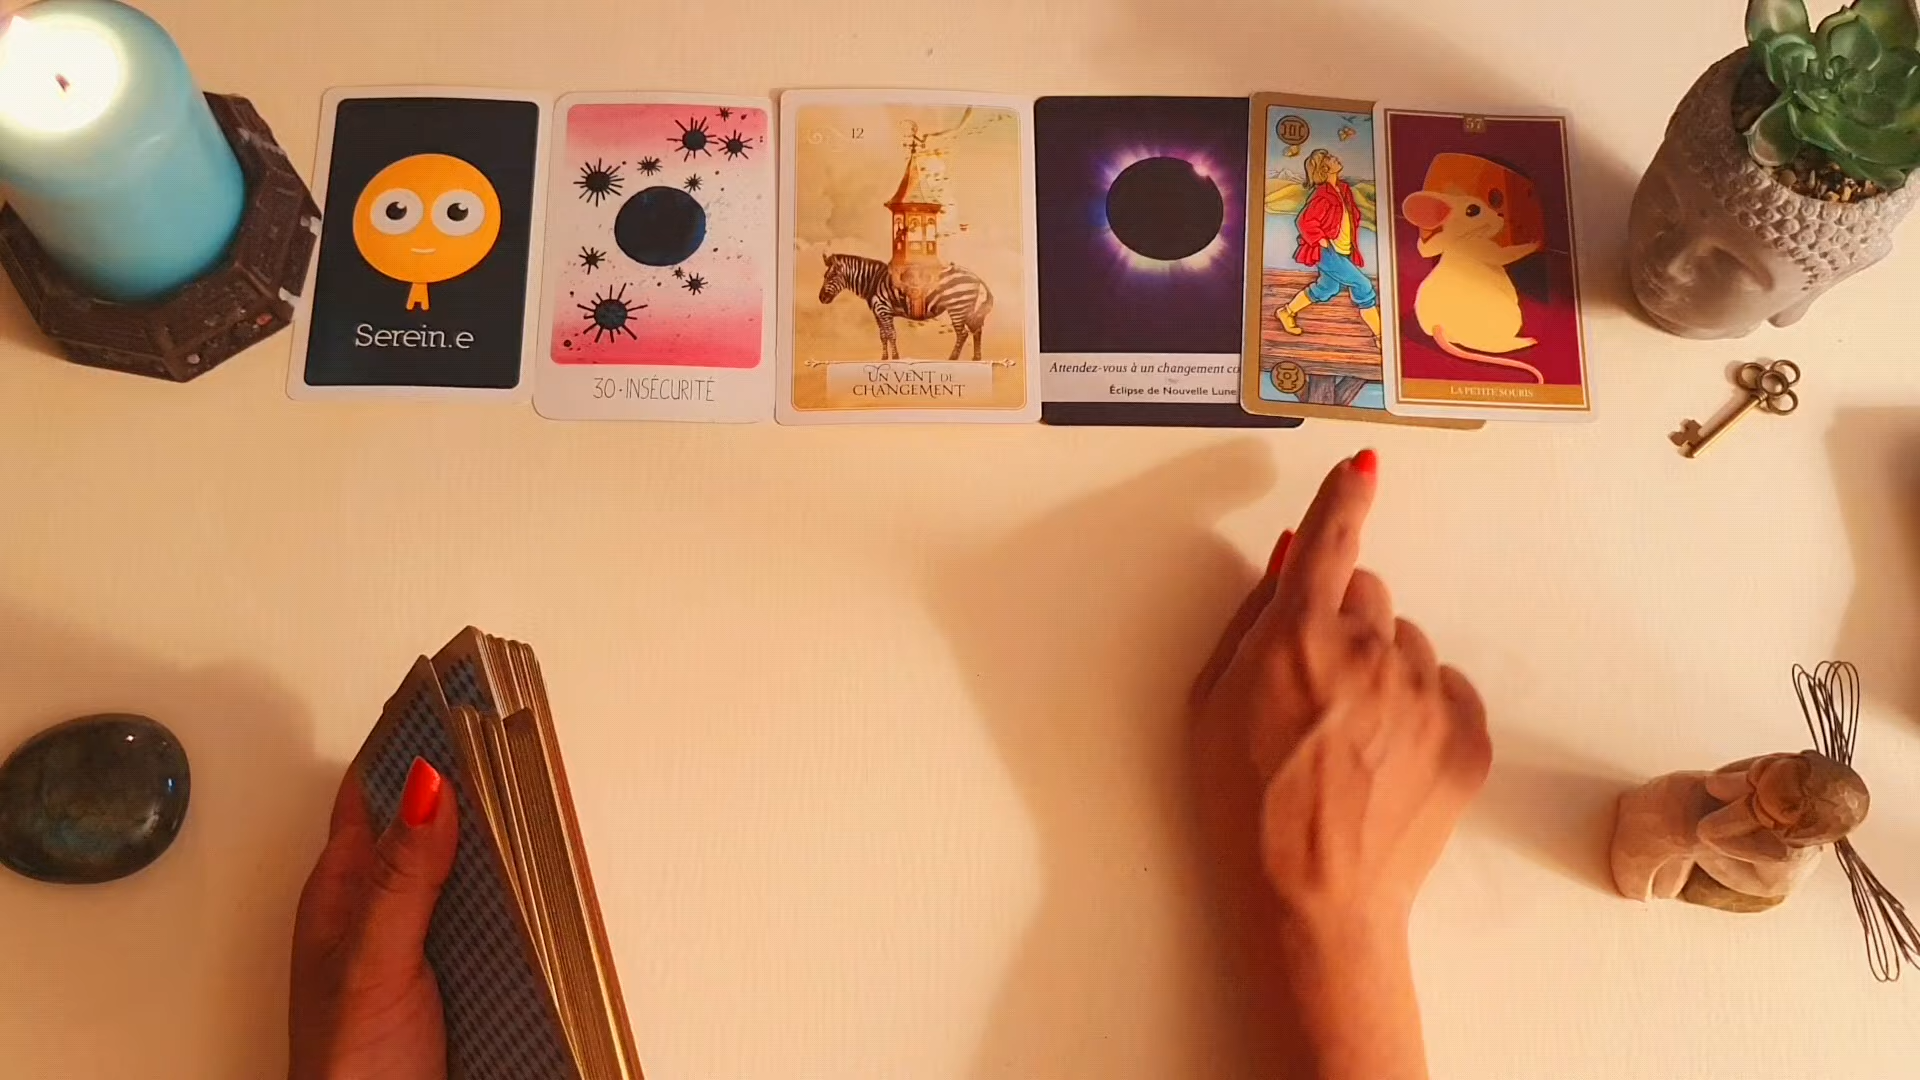 Serein.e
30-INSÉCURITÉ
12
UN VENT DE
CHANGEMENT
Attendez-vous à un changement
Éclipse de Nouvelle Lune
57
LA PETITE SOURIS